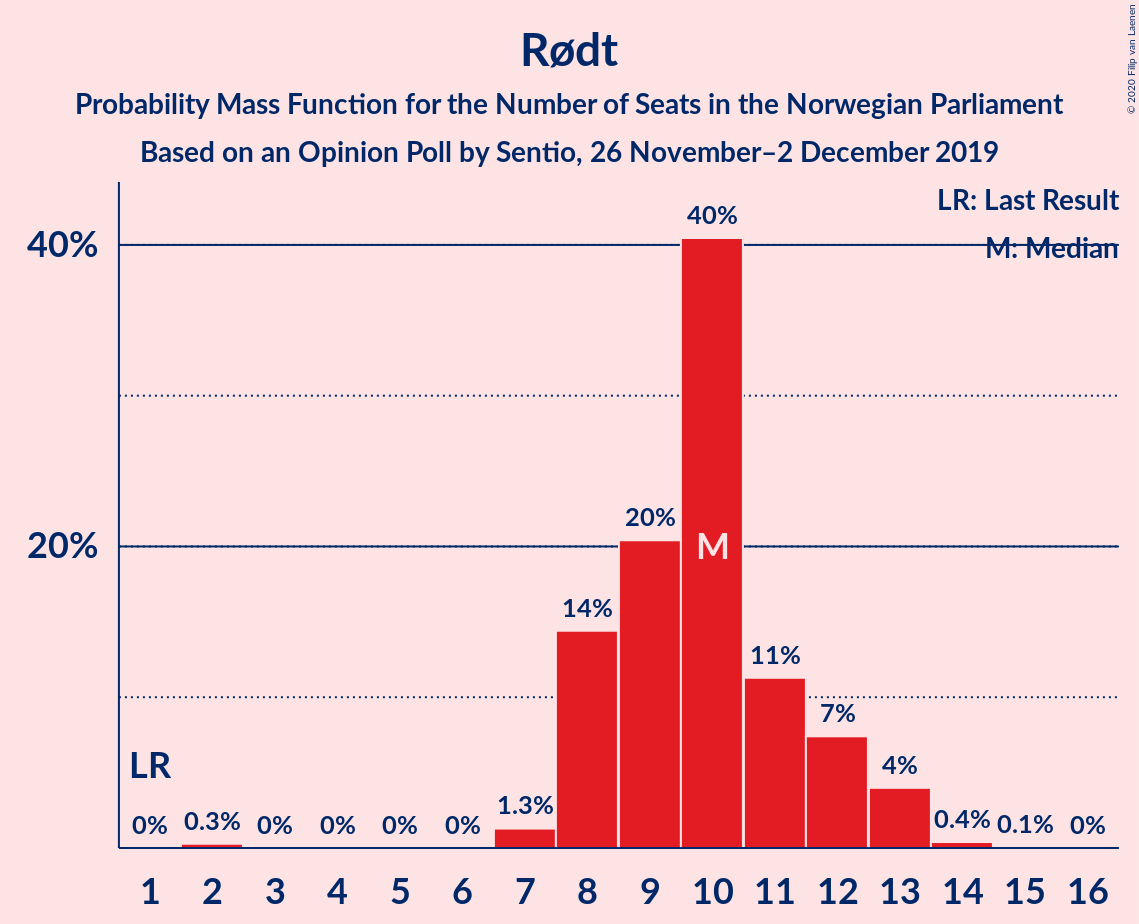 Rødt
Probability Mass Function for the Number of Seats in the Norwegian Parliament
Based on an Opinion Poll by Sentio, 26 November–2 December 2019
© 2020 Filip van Laenen
LR: Last Result
M: Median
40%
20%
LR
0%
0.3%
0%
0%
0%
0%
1.3%
14%
20%
40%
M
11%
7%
4%
0.4%
0.1%
0%
1 2 3 4 5 6 7 8 9 10 11 12 13 14 15 16